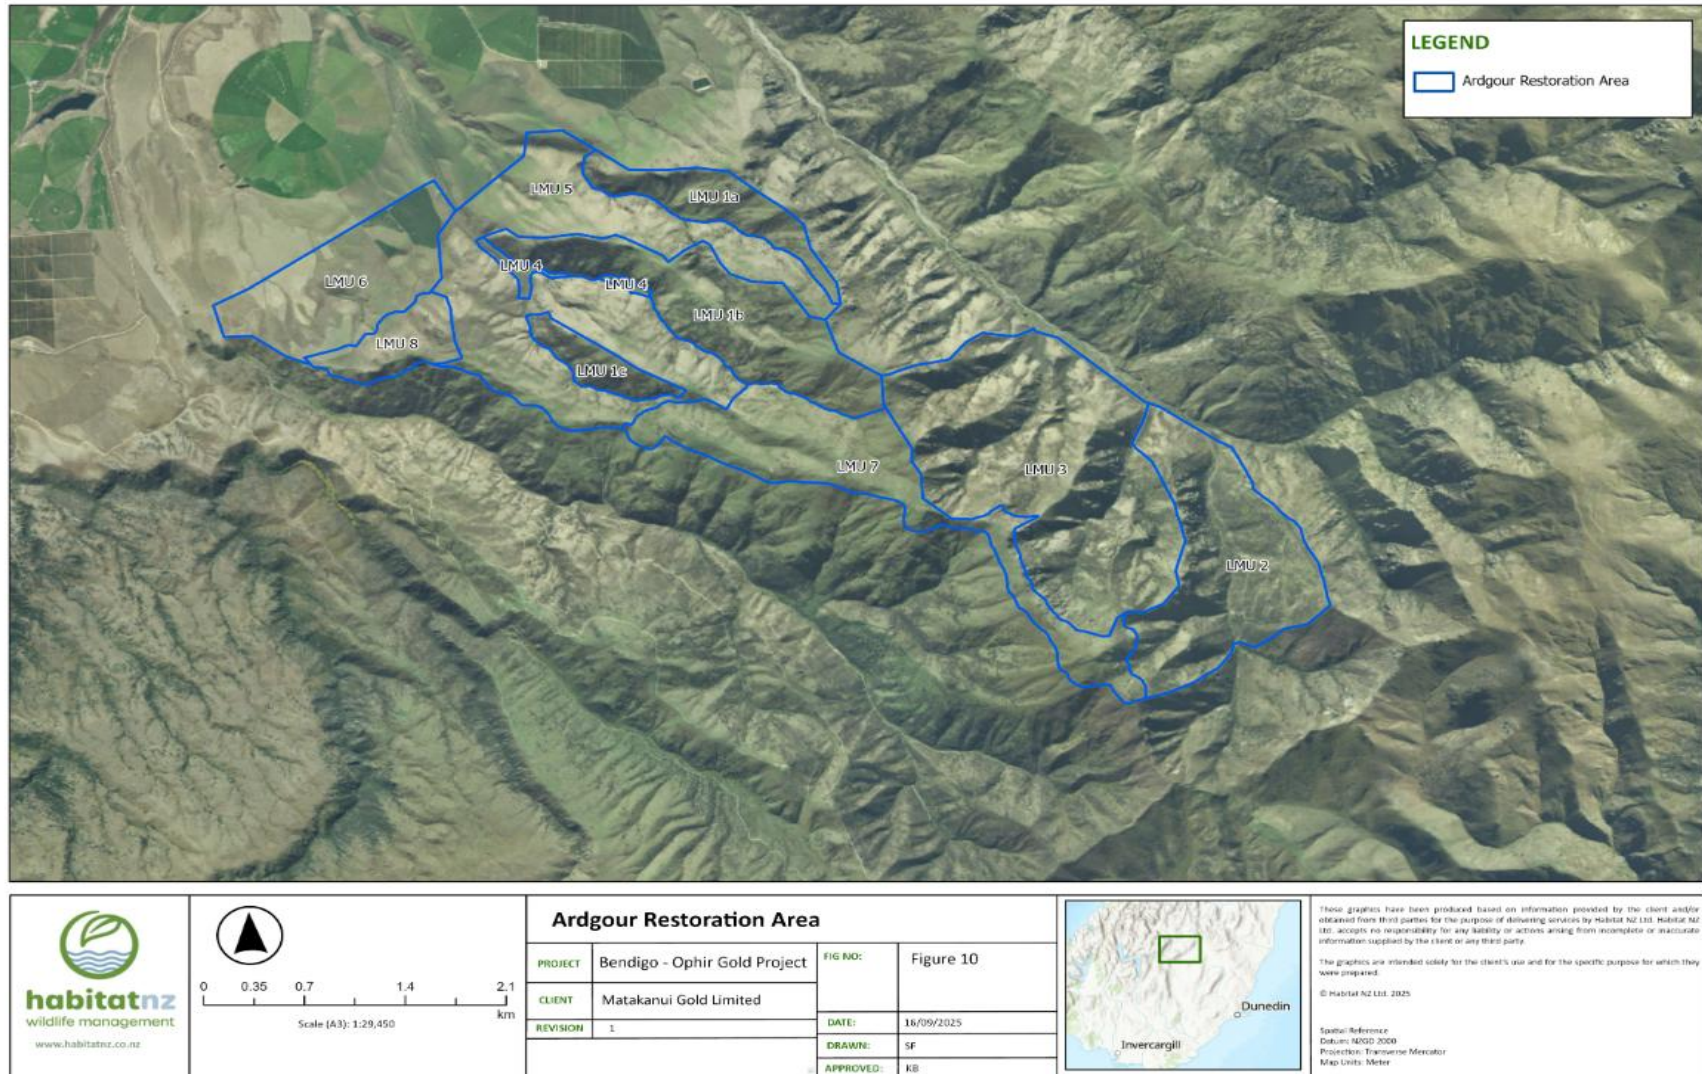 LEGEND
Ardgour Restoration Area
LMU 5
LMU 1a
LMU 4
LMU 4
LMU 6
LMU 1b
LMU 8
LMU 1c
LMU 7
LMU 3
LMU 2
habitatnz
wildlife management
www.habitatnz.co.nz
0 0.35 0.7 1.4 2.1
km
Scale (A3): 1:29,450
Ardgour Restoration Area
PROJECT Bendigo - Ophir Gold Project
CLIENT Matakanui Gold Limited
REVISION 1
FIG NO: Figure 10
DATE: 16/09/2025
DRAWN: SF
APPROVED: KB
Dunedin
Invercargill
These graphics have been produced based on information provided by the client and/or
obtained from third parties for the purpose of delivering services by Habitat NZ Ltd. Habitat NZ
Ltd. accepts no responsibility for any liability or actions arising from incomplete or inaccurate
information supplied by the client or any third party.
The graphics are intended solely for the client's use and for the specific purpose for which they
were prepared.
© Habitat NZ Ltd. 2025
Spatial Reference
Datum: NZGD 2000
Projection: Transverse Mercator
Map Units: Meter